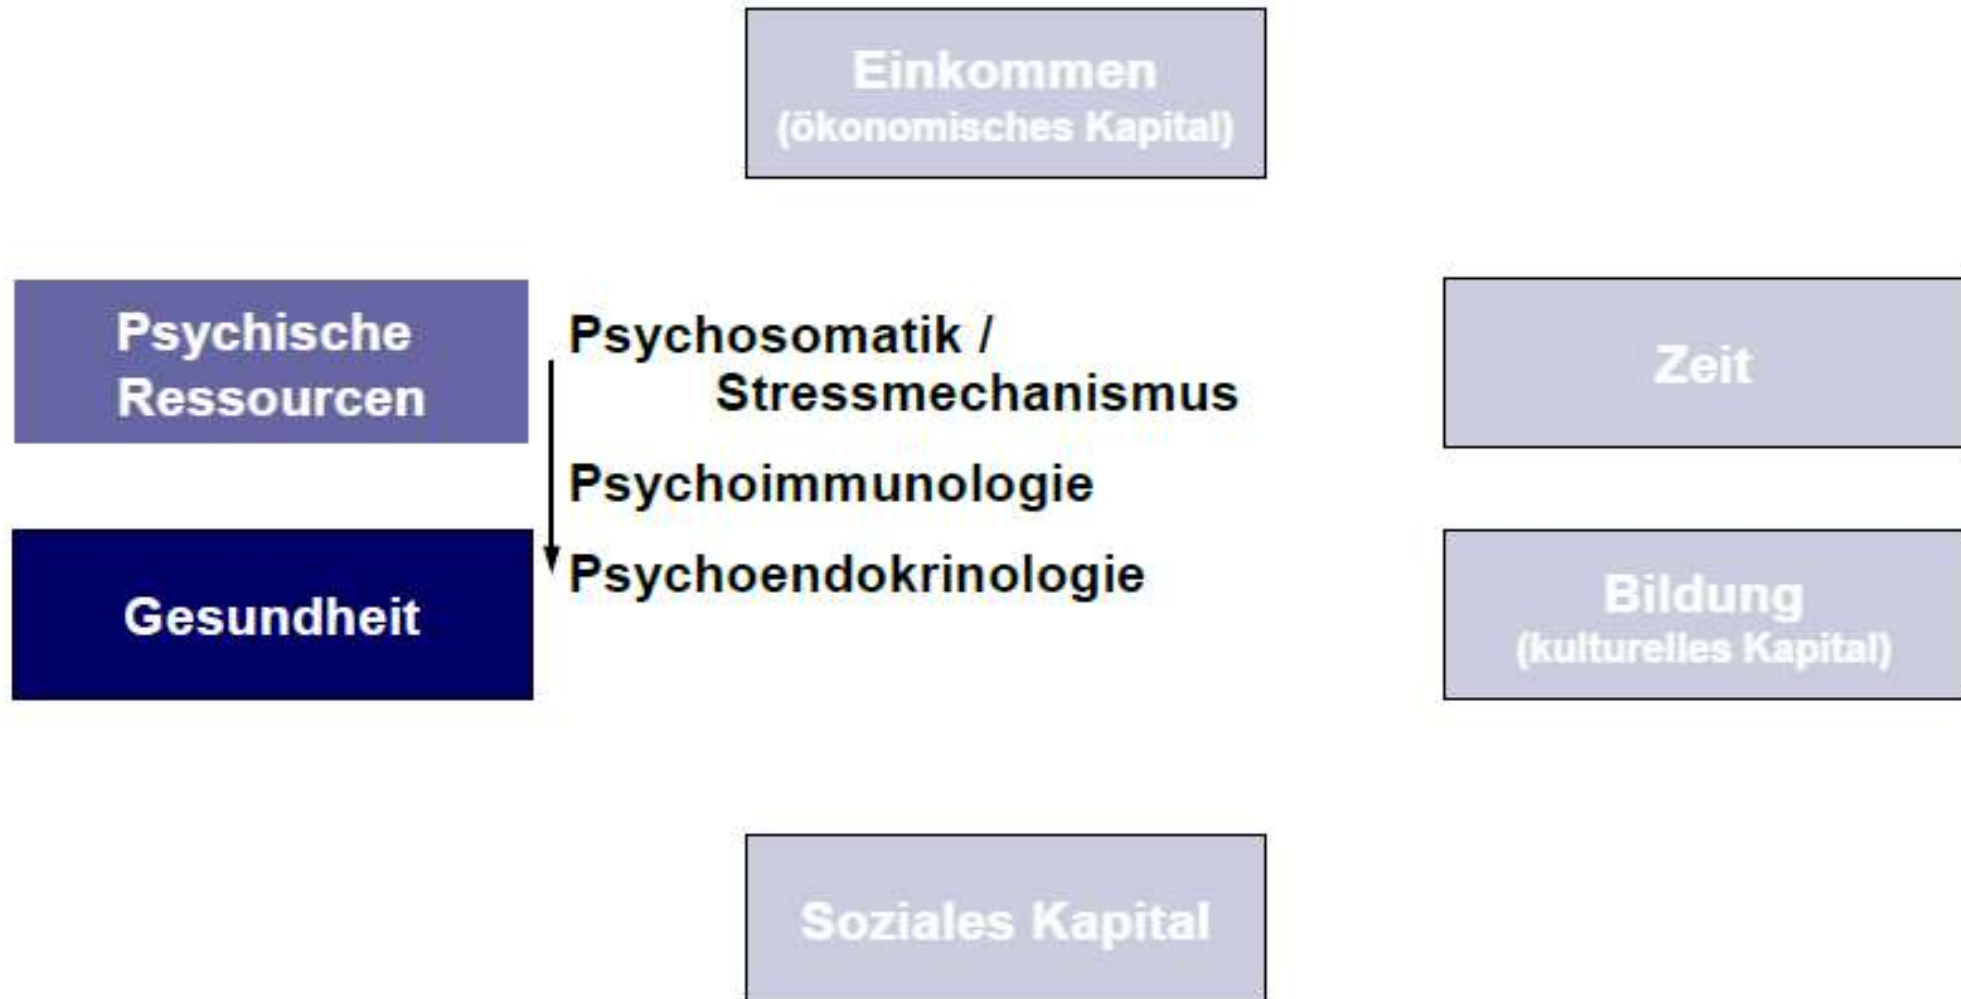 Einkommen
(ökonomisches Kapital)
Psychische
Ressourcen
Psychosomatik /
Stressmechanismus
Psychoimmunologie
Psychoendokrinologie
Gesundheit
Zeit
Bildung
(kulturelles Kapital)
Soziales Kapital